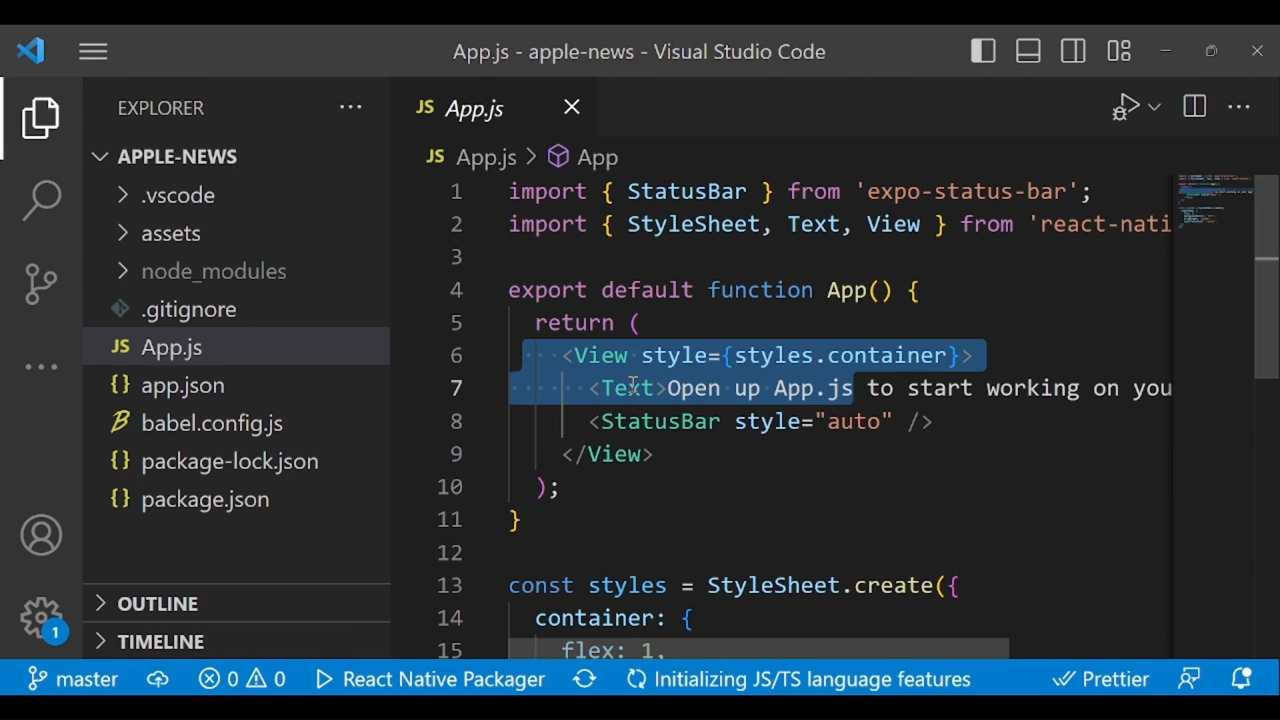 App.js - apple-news - Visual Studio Code
EXPLORER
APPLE-NEWS
.vscode
assets
node_modules
.gitignore
JS App.js
{} app.json
babel.config.js
{} package-lock.json
{} package.json
OUTLINE
TIMELINE
1
JS App.js
JS App.js > App
1 import { StatusBar } from 'expo-status-bar';
2 import { StyleSheet, Text, View } from 'react-nati
3
4 export default function App() {
5 return (
6 <View style={styles.container}>
7 <Text>Open up App.js to start working on you
8 <StatusBar style="auto" />
9 </View>
10 );
11 }
12
13 const styles = StyleSheet.create({
14 container: {
15 flex: 1,
master 0 0 React Native Packager Initializing JS/TS language features Prettier